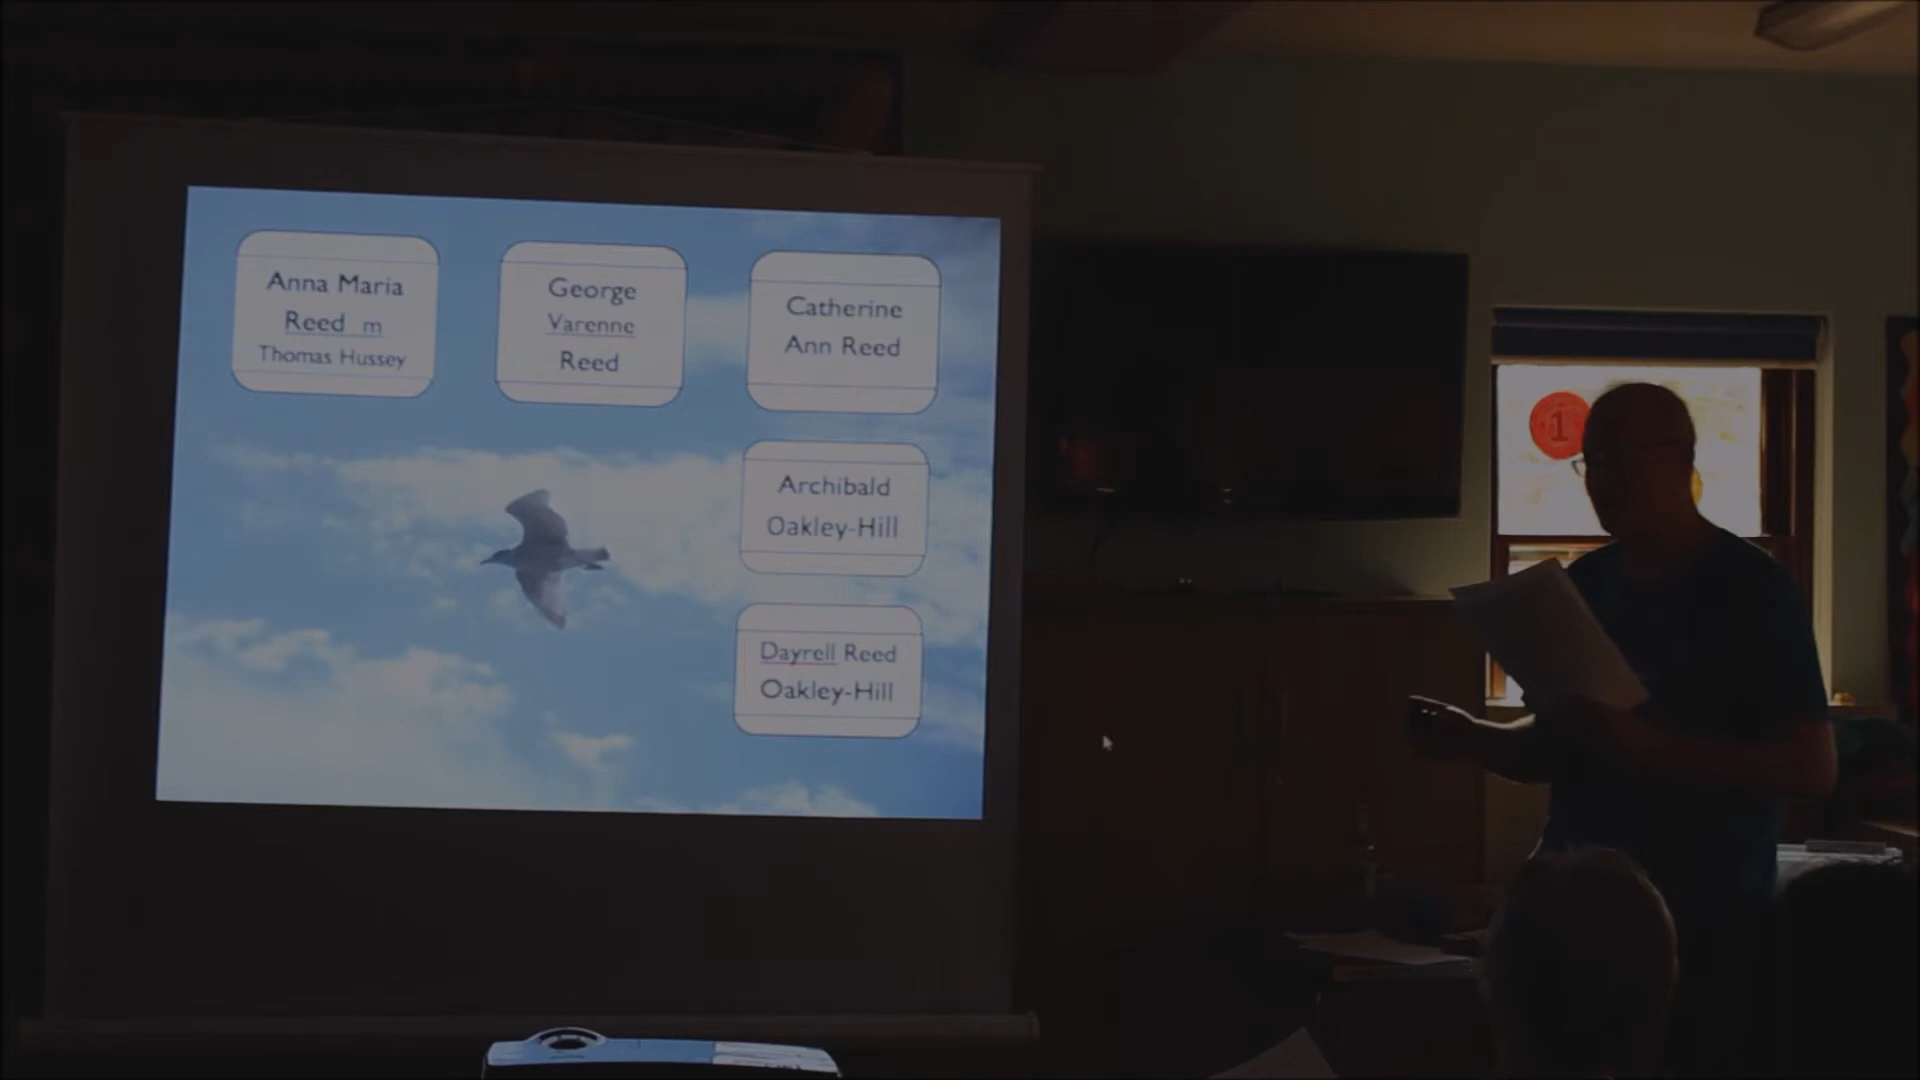 Anna Maria
Reed m
Thomas Hussey
George
Varenne
Reed
Catherine
Ann Reed
Archibald
Oakley-Hill
Dayrell Reed
Oakley-Hill
1